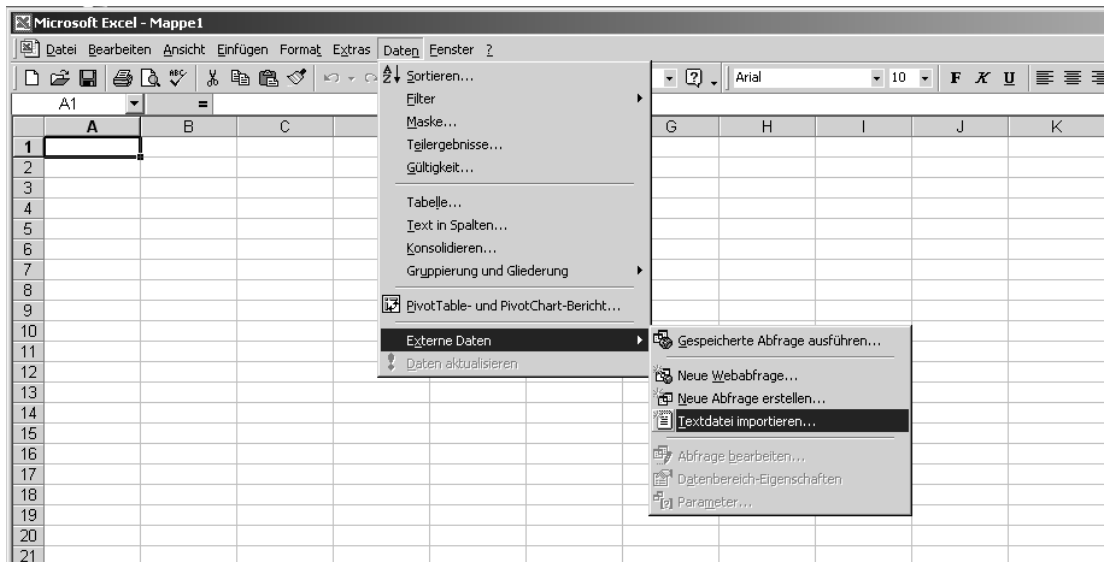 Microsoft Excel - Mappe1
Datei Bearbeiten Ansicht Einfügen Format Extras Daten Fenster ?
Arial 10 F K U
A1 =
A B C G H I J K
Sortieren...
Filter
Maske...
Teilergebnisse...
Gültigkeit...
Tabelle...
Text in Spalten...
Konsolidieren...
Gruppierung und Gliederung
PivotTable- und PivotChart-Bericht...
Externe Daten
Daten aktualisieren
Gespeicherte Abfrage ausführen...
Neue Webabfrage...
Neue Abfrage erstellen...
Textdatei importieren...
Abfrage bearbeiten...
Datenbereich-Eigenschaften
Parameter...
1
2
3
4
5
6
7
8
9
10
11
12
13
14
15
16
17
18
19
20
21